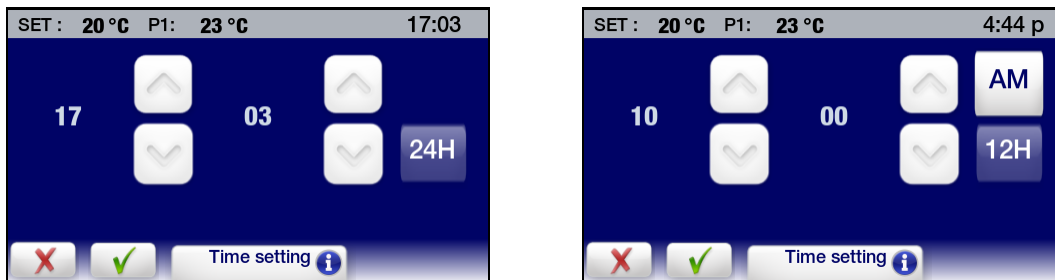 SET : 20 °C P1: 23 °C 17:03
17 03
24H
Time setting i
SET : 20 °C P1: 23 °C 4:44 p
AM
10 00
12H
Time setting i